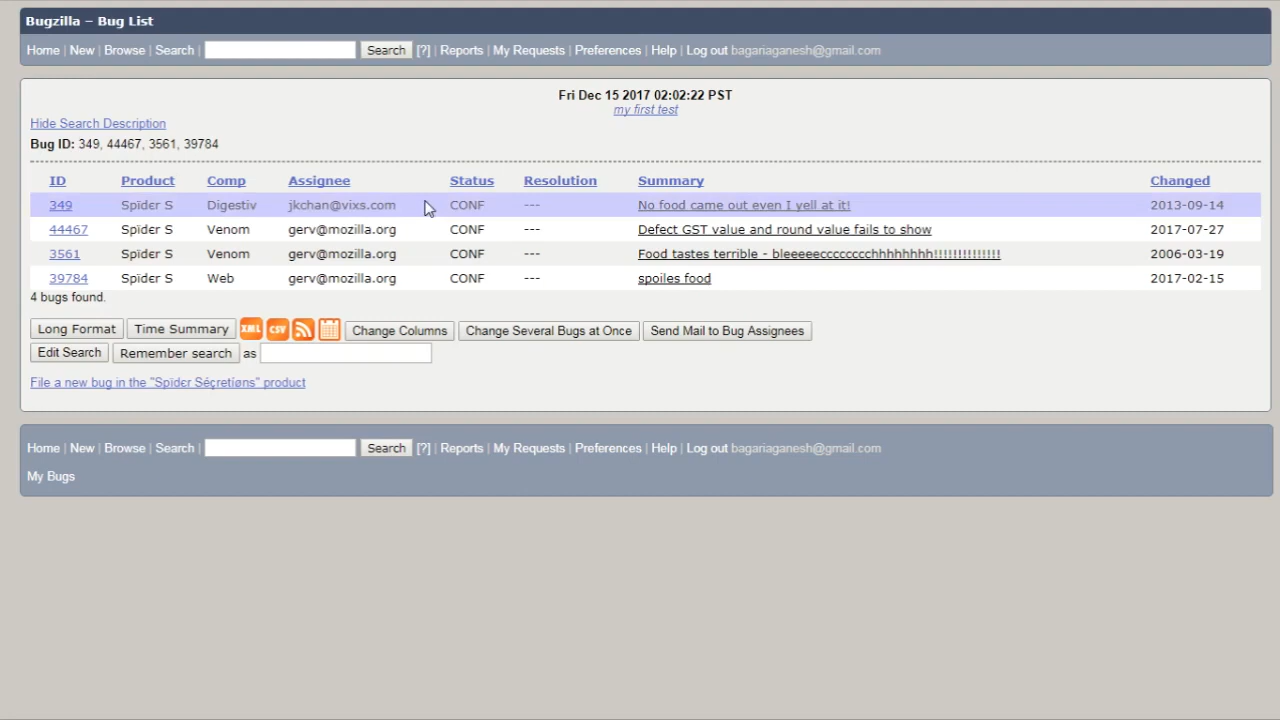 Bugzilla – Bug List
Home | New | Browse | Search | Search [?] | Reports | My Requests | Preferences | Help | Log out bagariaganesh@gmail.com
Fri Dec 15 2017 02:02:22 PST
my first test
Hide Search Description
Bug ID: 349, 44467, 3561, 39784
ID Product Comp Assignee Status Resolution Summary Changed
349 Spïdєr S Digestiv jkchan@vixs.com CONF --- No food came out even I yell at it! 2013-09-14
44467 Spïdєr S Venom gerv@mozilla.org CONF --- Defect GST value and round value fails to show 2017-07-27
3561 Spïdєr S Venom gerv@mozilla.org CONF --- Food tastes terrible - bleeeeecccccccchhhhhhhh!!!!!!!!!!!!!! 2006-03-19
39784 Spïdєr S Web gerv@mozilla.org CONF --- spoiles food 2017-02-15
4 bugs found.
Long Format Time Summary XML CSV Change Columns Change Several Bugs at Once Send Mail to Bug Assignees
Edit Search Remember search as
File a new bug in the "Spïdєr Séçretíøns" product
Home | New | Browse | Search | Search [?] | Reports | My Requests | Preferences | Help | Log out bagariaganesh@gmail.com
My Bugs